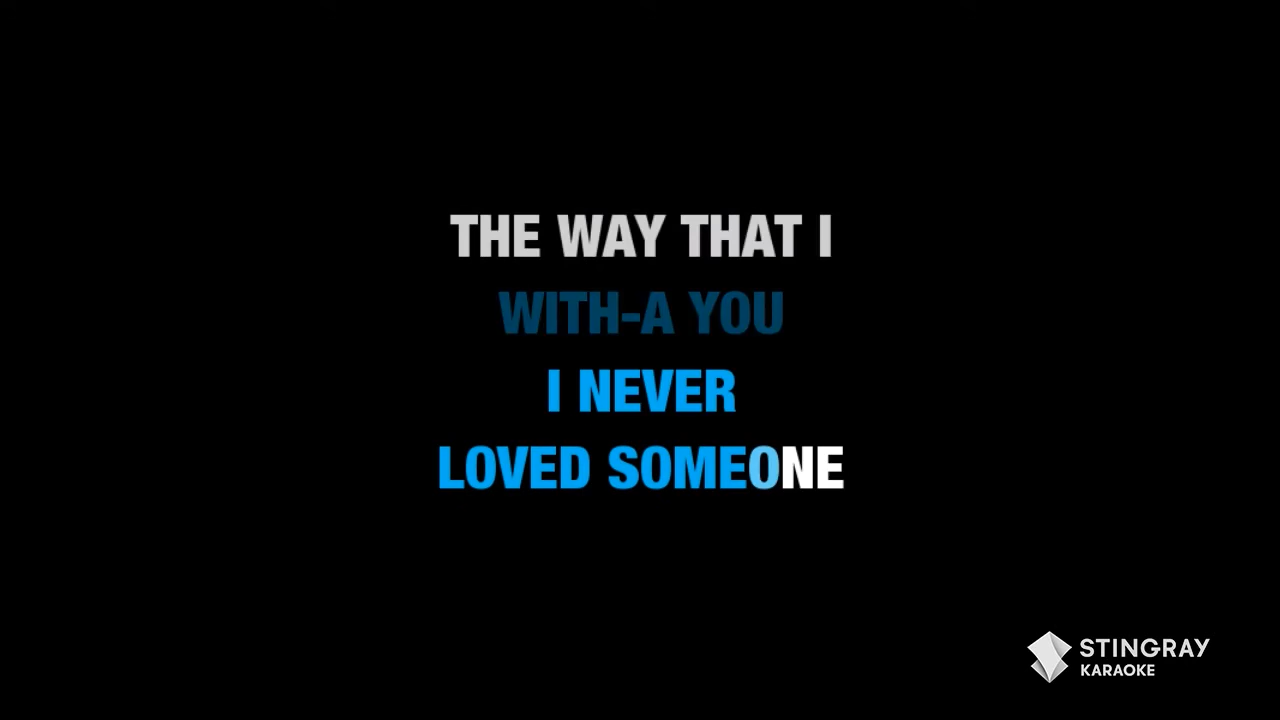 THE WAY THAT I
WITH-A YOU
I NEVER
LOVED SOMEONE
STINGRAY
KARAOKE